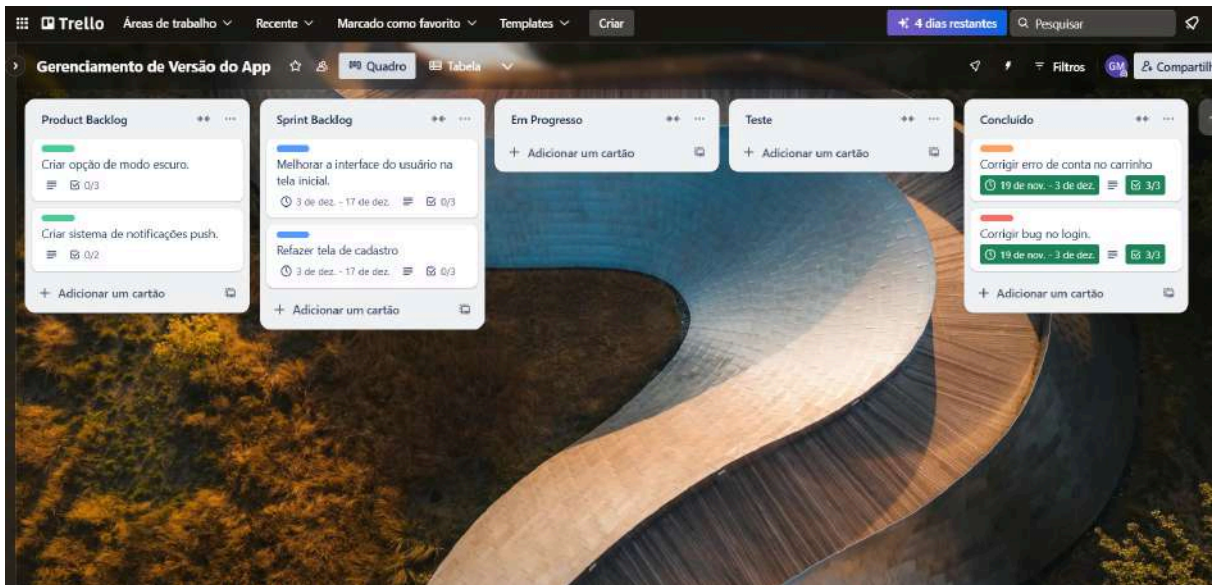 Trello Áreas de trabalho Recente Marcado como favorito Templates Criar 4 dias restantes Pesquisar
Gerenciamento de Versão do App Quadro Tabela Filtros GM Compartilh
Product Backlog
Criar opção de modo escuro.
0/3
Criar sistema de notificações push.
0/2
+ Adicionar um cartão
Sprint Backlog
Melhorar a interface do usuário na
tela inicial.
3 de dez. - 17 de dez. 0/3
Refazer tela de cadastro
3 de dez. - 17 de dez. 0/3
+ Adicionar um cartão
Em Progresso
+ Adicionar um cartão
Teste
+ Adicionar um cartão
Concluído
Corrigir erro de conta no carrinho
19 de nov. - 3 de dez. 3/3
Corrigir bug no login.
19 de nov. - 3 de dez. 3/3
+ Adicionar um cartão